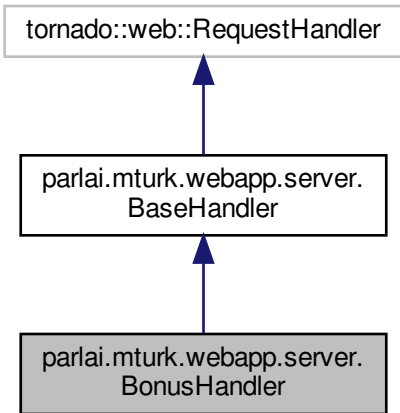 tornado::web::RequestHandler
parlai.mturk.webapp.server.
BaseHandler
parlai.mturk.webapp.server.
BonusHandler